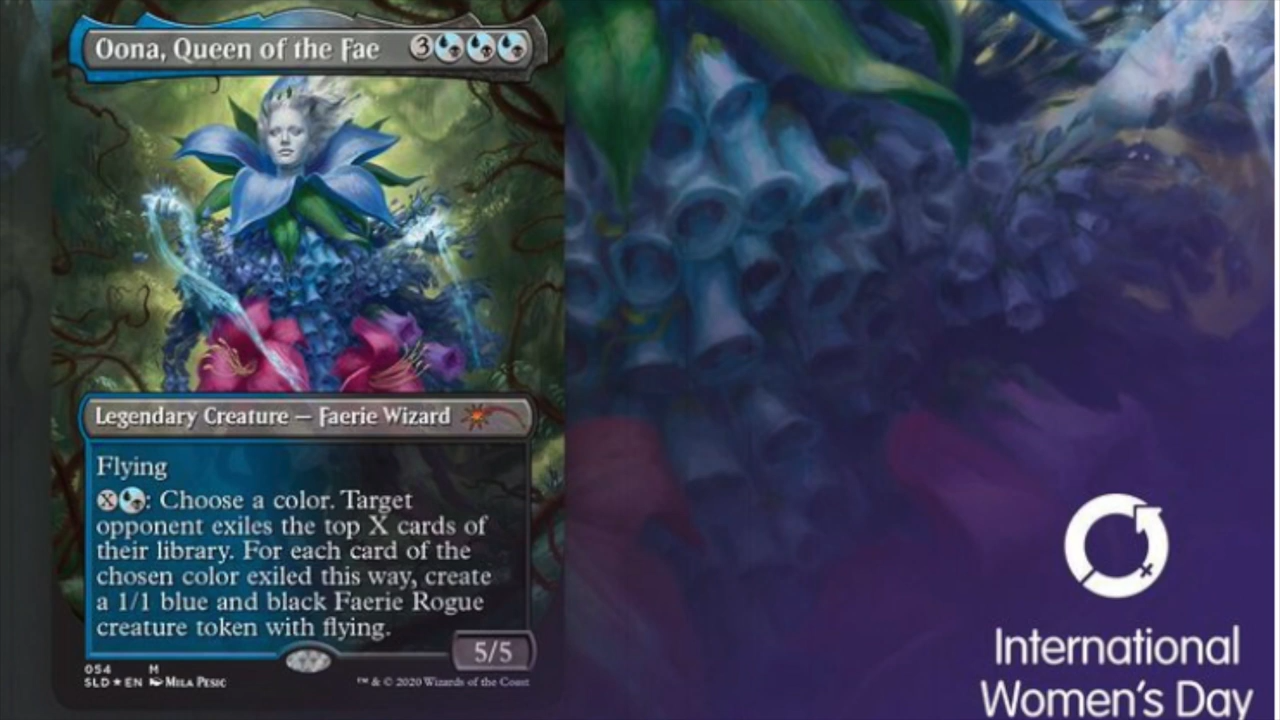 Oona, Queen of the Fae 3
Legendary Creature — Faerie Wizard
Flying
X: Choose a color. Target
opponent exiles the top X cards of
their library. For each card of the
chosen color exiled this way, create
a 1/1 blue and black Faerie Rogue
creature token with flying.
5/5
054 M
SLD ★ EN MILA PESIC
™ & © 2020 Wizards of the Coast
International
Women's Day